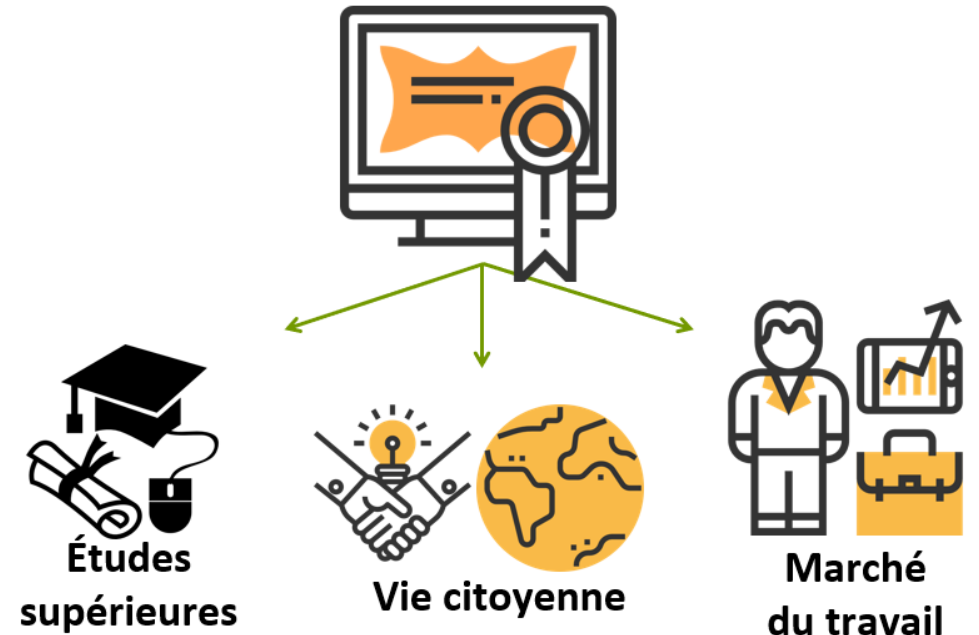 Études
supérieures
Vie citoyenne
Marché
du travail